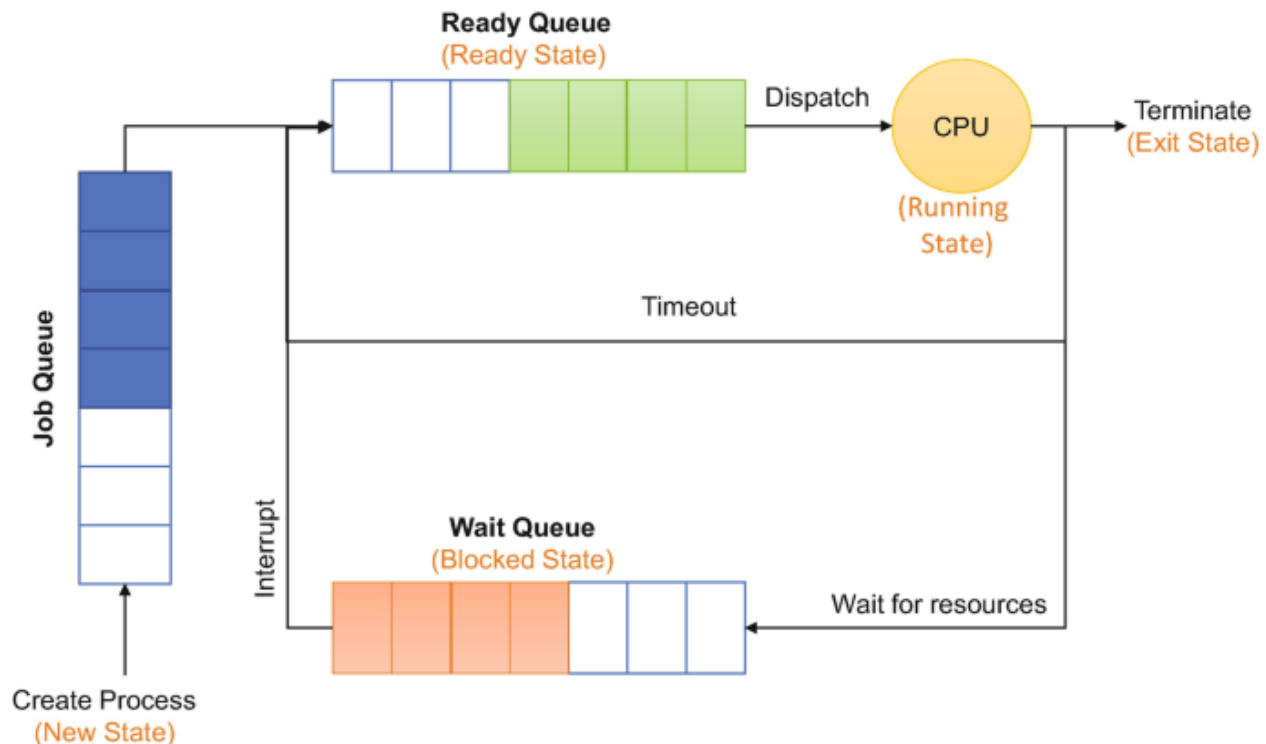 Ready Queue
(Ready State)
Dispatch
CPU
Terminate
(Exit State)
(Running
State)
Job Queue
Timeout
Interrupt
Wait Queue
(Blocked State)
Wait for resources
Create Process
(New State)